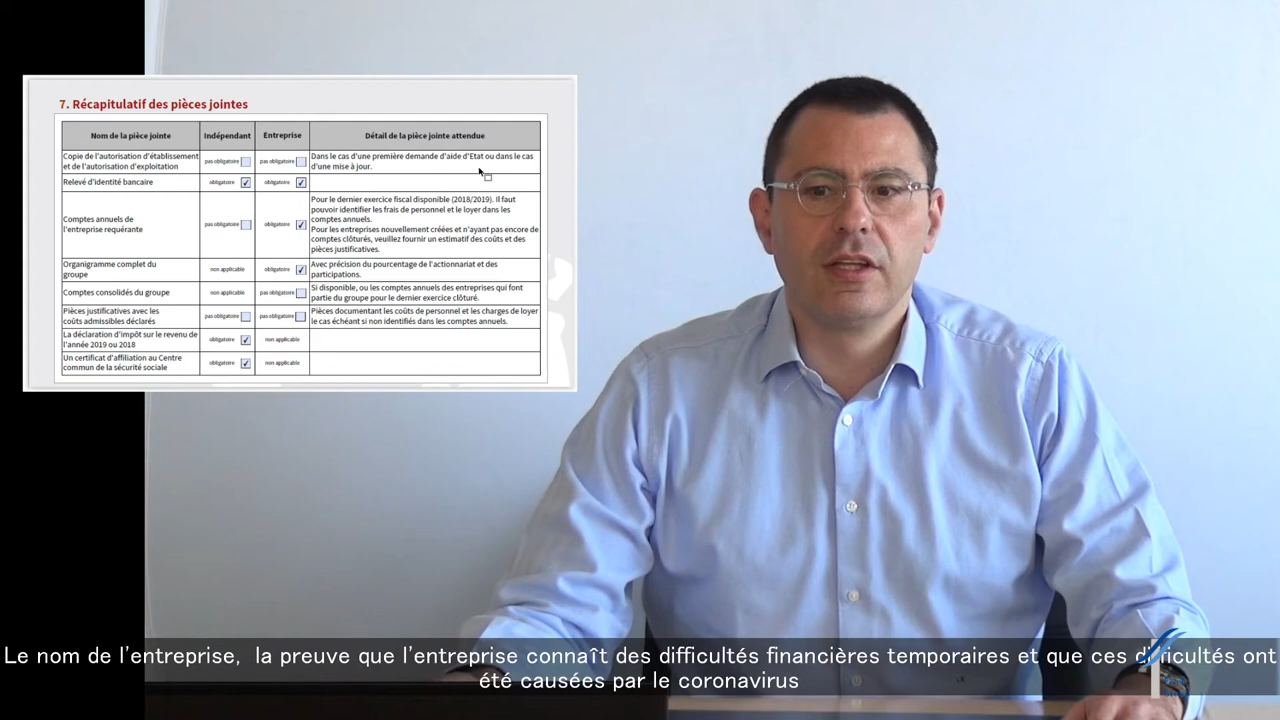 7. Récapitulatif des pièces jointes
Nom de la pièce jointe Indépendant Entreprise Détail de la pièce jointe attendue
Copie de l'autorisation d'établissement
et de l'autorisation d'exploitation
pas obligatoire pas obligatoire
Dans le cas d'une première demande d'aide d'Etat ou dans le cas
d'une mise à jour.
Relevé d'identité bancaire obligatoire ✓ obligatoire ✓
Comptes annuels de
l'entreprise requérante
pas obligatoire obligatoire ✓
Pour le dernier exercice fiscal disponible (2018/2019). Il faut
pouvoir identifier les frais de personnel et le loyer dans les
comptes annuels.
Pour les entreprises nouvellement créées et n'ayant pas encore de
comptes clôturés, veuillez fournir un estimatif des coûts et des
pièces justificatives.
Organigramme complet du
groupe
non applicable obligatoire ✓
Avec précision du pourcentage de l'actionnariat et des
participations.
Comptes consolidés du groupe non applicable pas obligatoire
Si disponible, ou les comptes annuels des entreprises qui font
partie du groupe pour le dernier exercice clôturé.
Pièces justificatives avec les
coûts admissibles déclarés
pas obligatoire pas obligatoire
Pièces documentant les coûts de personnel et les charges de loyer
le cas échéant si non identifiés dans les comptes annuels.
La déclaration d'impôt sur le revenu de
l'année 2019 ou 2018
obligatoire ✓ non applicable
Un certificat d'affiliation au Centre
commun de la sécurité sociale
obligatoire ✓ non applicable
Le nom de l'entreprise, la preuve que l'entreprise connaît des difficultés financières temporaires et que ces difficultés ont
été causées par le coronavirus